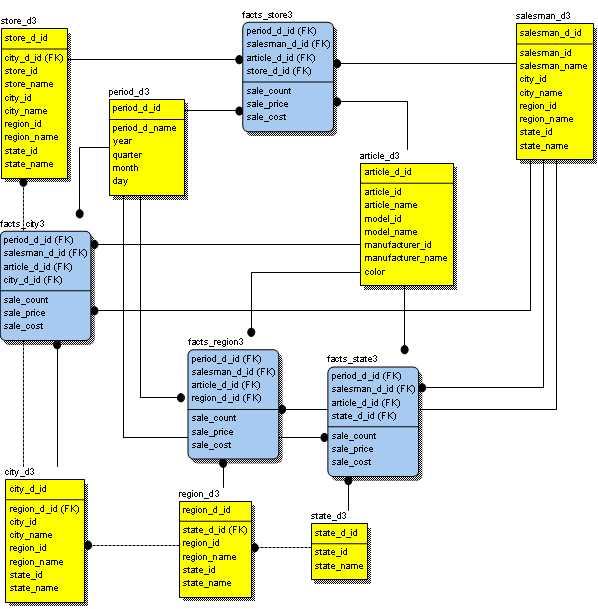 store_d3
store_d_id
city_d_id (FK)
store_id
store_name
city_id
city_name
region_id
region_name
state_id
state_name
facts_store3
period_d_id (FK)
salesman_d_id (FK)
article_d_id (FK)
store_d_id (FK)
sale_count
sale_price
sale_cost
salesman_d3
salesman_d_id
salesman_id
salesman_name
city_id
city_name
region_id
region_name
state_id
state_name
period_d3
period_d_id
period_d_name
year
quarter
month
day
article_d3
article_d_id
article_id
article_name
model_id
model_name
manufacturer_id
manufacturer_name
color
facts_city3
period_d_id (FK)
salesman_d_id (FK)
article_d_id (FK)
city_d_id (FK)
sale_count
sale_price
sale_cost
facts_region3
period_d_id (FK)
salesman_d_id (FK)
article_d_id (FK)
region_d_id (FK)
sale_count
sale_price
sale_cost
facts_state3
period_d_id (FK)
salesman_d_id (FK)
article_d_id (FK)
state_d_id (FK)
sale_count
sale_price
sale_cost
city_d3
city_d_id
region_d_id (FK)
city_id
city_name
region_id
region_name
state_id
state_name
region_d3
region_d_id
state_d_id (FK)
region_id
region_name
state_id
state_name
state_d3
state_d_id
state_id
state_name